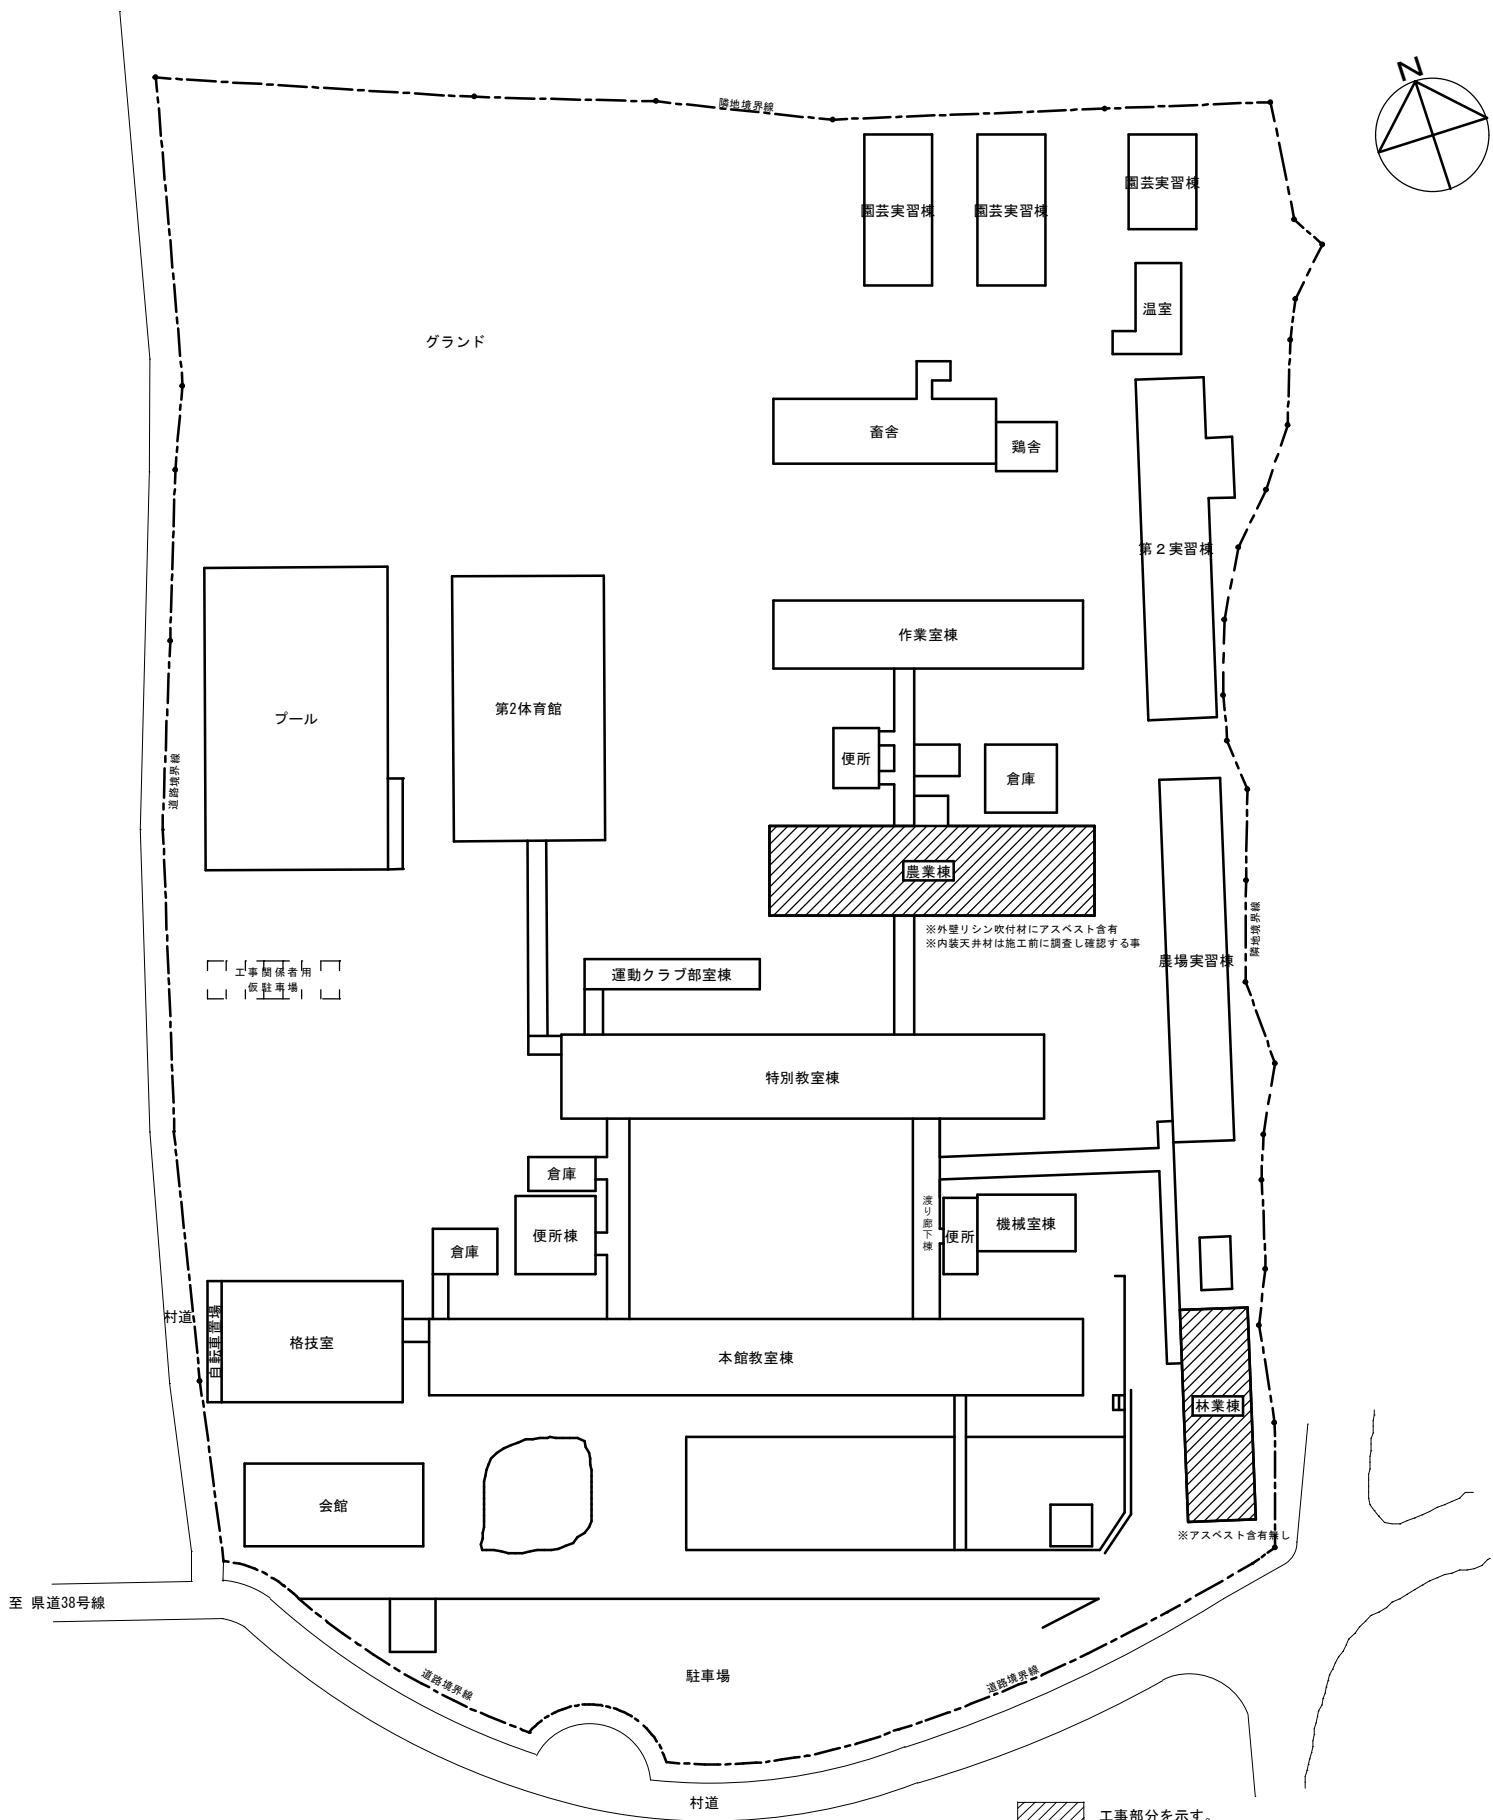 N
隣地境界線
園芸実習棟
園芸実習棟
園芸実習棟
温室
グランド
畜舎
鶏舎
第2実習棟
作業室棟
プール
第2体育館
便所
倉庫
道路境界線
農業棟
※外壁リシン吹付材にアスベスト含有
※内装天井材は施工前に調査し確認する事
隣地境界線
農場実習棟
工事関係者用
仮駐車場
運動クラブ部室棟
特別教室棟
倉庫
便所棟
倉庫
渡り廊下棟
便所
機械室棟
村道
自転車置場
格技室
本館教室棟
林業棟
会館
※アスベスト含有無し
至 県道38号線
道路境界線
駐車場
道路境界線
村道
工事部分を示す。